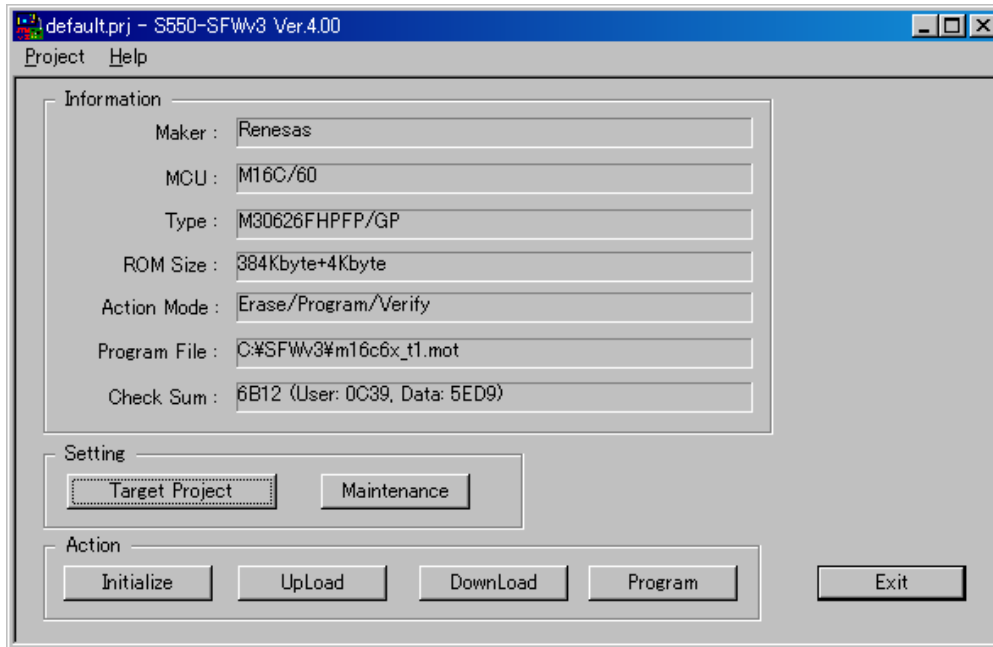 default.prj - S550-SFWv3 Ver.4.00
Project Help
Information
Maker : Renesas
MCU : M16C/60
Type : M30626FHPFP/GP
ROM Size : 384Kbyte+4Kbyte
Action Mode : Erase/Program/Verify
Program File : C:¥SFWv3¥m16c6x_t1.mot
Check Sum : 6B12 (User: 0C39, Data: 5ED9)
Setting
Target Project Maintenance
Action
Initialize UpLoad DownLoad Program Exit